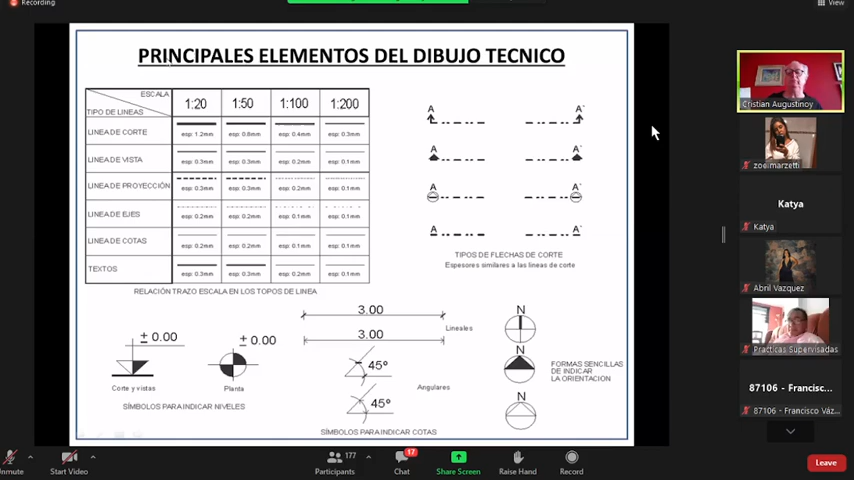 Recording
View
PRINCIPALES ELEMENTOS DEL DIBUJO TECNICO
ESCALA
TIPO DE LINEAS
1:20 1:50 1:100 1:200
LINEA DE CORTE esp: 1.2mm esp: 0.8mm esp: 0.4mm esp: 0.3mm
LINEA DE VISTA esp: 0.3mm esp: 0.3mm esp: 0.2mm esp: 0.1mm
LINEA DE PROYECCIÓN esp: 0.3mm esp: 0.3mm esp: 0.2mm esp: 0.1mm
LINEA DE EJES esp: 0.2mm esp: 0.2mm esp: 0.1mm esp: 0.1mm
LINEA DE COTAS esp: 0.2mm esp: 0.2mm esp: 0.1mm esp: 0.1mm
TEXTOS esp: 0.3mm esp: 0.3mm esp: 0.2mm esp: 0.1mm
RELACIÓN TRAZO ESCALA EN LOS TOPOS DE LINEA
A A'
A A'
A A'
A A'
TIPOS DE FLECHAS DE CORTE
Espesores similares a las lineas de corte
± 0.00
Corte y vistas
± 0.00
Planta
SÍMBOLOS PARA INDICAR NIVELES
3.00
3.00
Lineales
45º
Angulares
45º
SÍMBOLOS PARA INDICAR COTAS
N
N
N
FORMAS SENCILLAS
DE INDICAR
LA ORIENTACION
Cristian Augustinoy
zoeimarzetti
Katya
Katya
Abril Vazquez
Practicas Supervisadas
87106 - Francisc...
87106 - Francisco Váz...
Unmute
Start Video
177
Participants
17
Chat
Share Screen
Raise Hand
Record
Leave